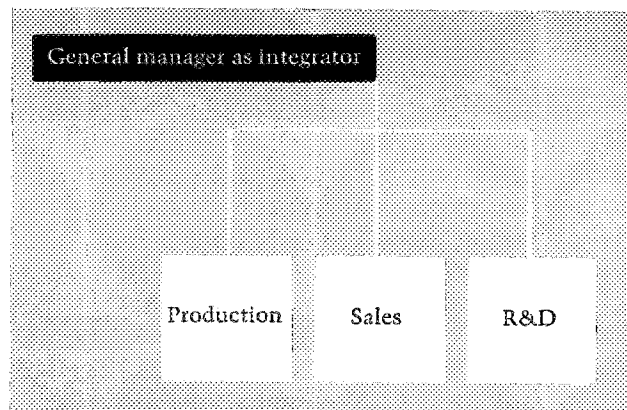 General manager as integrator
Production
Sales
R&D